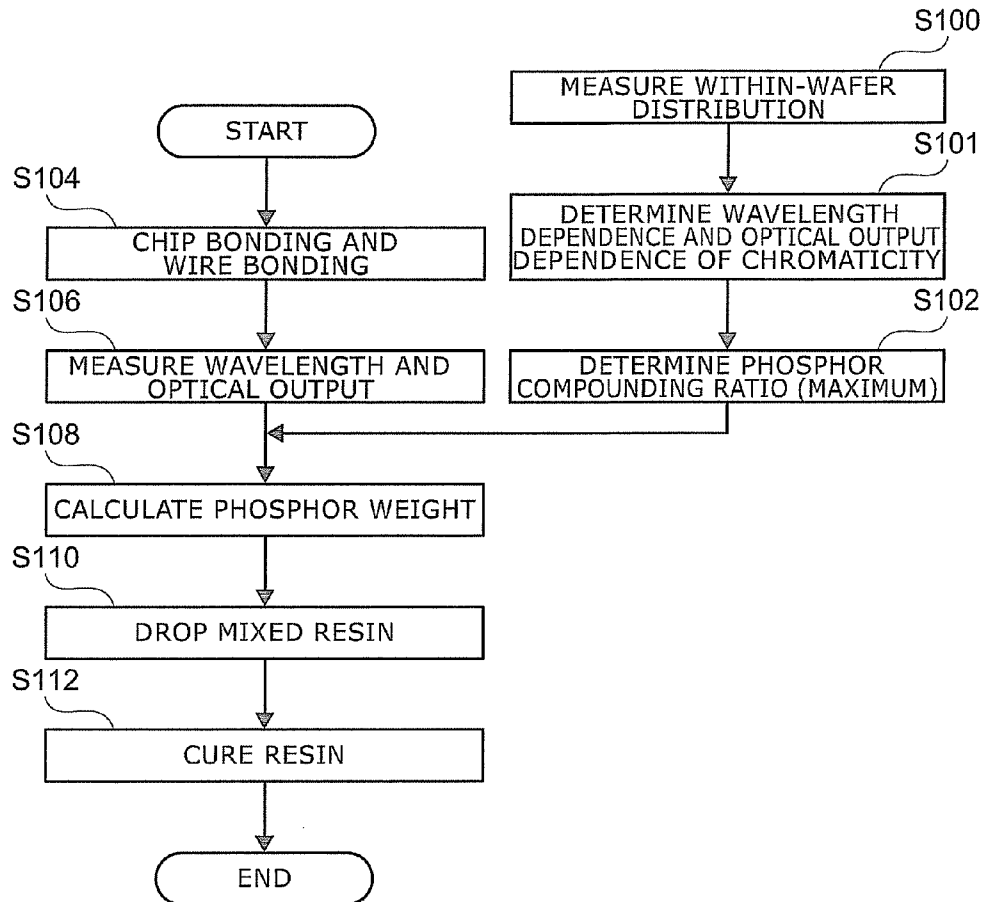 S100
MEASURE WITHIN-WAFER
DISTRIBUTION
START
S101
S104
DETERMINE WAVELENGTH
DEPENDENCE AND OPTICAL OUTPUT
DEPENDENCE OF CHROMATICITY
CHIP BONDING AND
WIRE BONDING
S106
S102
MEASURE WAVELENGTH AND
OPTICAL OUTPUT
DETERMINE PHOSPHOR
COMPOUNDING RATIO (MAXIMUM)
S108
CALCULATE PHOSPHOR WEIGHT
S110
DROP MIXED RESIN
S112
CURE RESIN
END